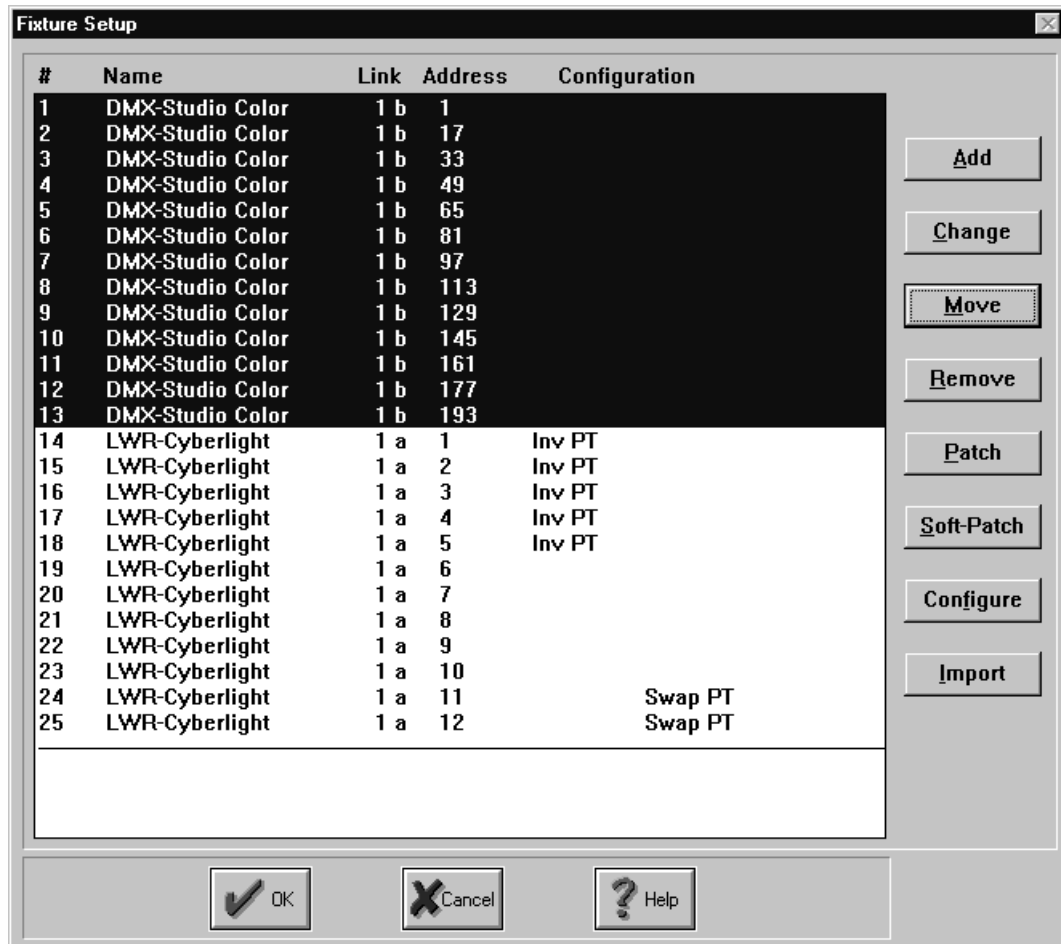 Fixture Setup
# Name Link Address Configuration
1 DMX-Studio Color 1 b 1
2 DMX-Studio Color 1 b 17
3 DMX-Studio Color 1 b 33
4 DMX-Studio Color 1 b 49
5 DMX-Studio Color 1 b 65
6 DMX-Studio Color 1 b 81
7 DMX-Studio Color 1 b 97
8 DMX-Studio Color 1 b 113
9 DMX-Studio Color 1 b 129
10 DMX-Studio Color 1 b 145
11 DMX-Studio Color 1 b 161
12 DMX-Studio Color 1 b 177
13 DMX-Studio Color 1 b 193
14 LWR-Cyberlight 1 a 1 Inv PT
15 LWR-Cyberlight 1 a 2 Inv PT
16 LWR-Cyberlight 1 a 3 Inv PT
17 LWR-Cyberlight 1 a 4 Inv PT
18 LWR-Cyberlight 1 a 5 Inv PT
19 LWR-Cyberlight 1 a 6
20 LWR-Cyberlight 1 a 7
21 LWR-Cyberlight 1 a 8
22 LWR-Cyberlight 1 a 9
23 LWR-Cyberlight 1 a 10
24 LWR-Cyberlight 1 a 11 Swap PT
25 LWR-Cyberlight 1 a 12 Swap PT
Add
Change
Move
Remove
Patch
Soft-Patch
Configure
Import
OK
Cancel
Help